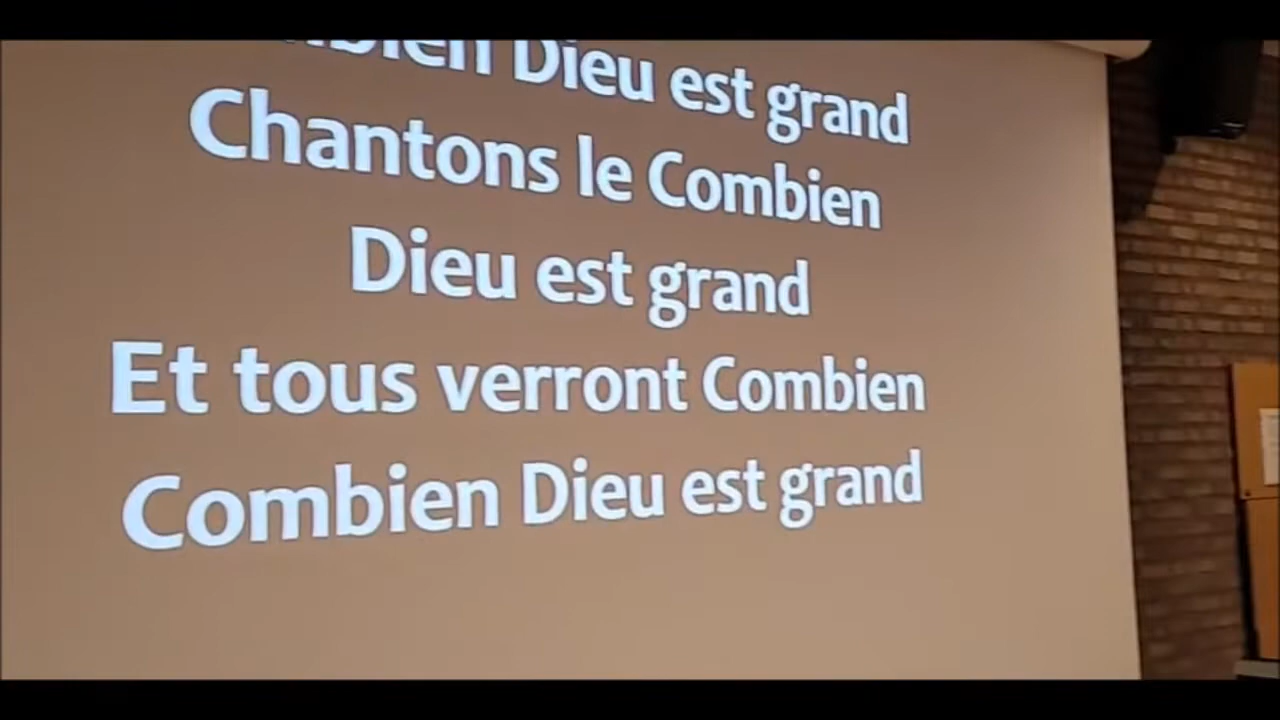 Dieu est grand
Chantons le Combien
Dieu est grand
Et tous verront Combien
Combien Dieu est grand